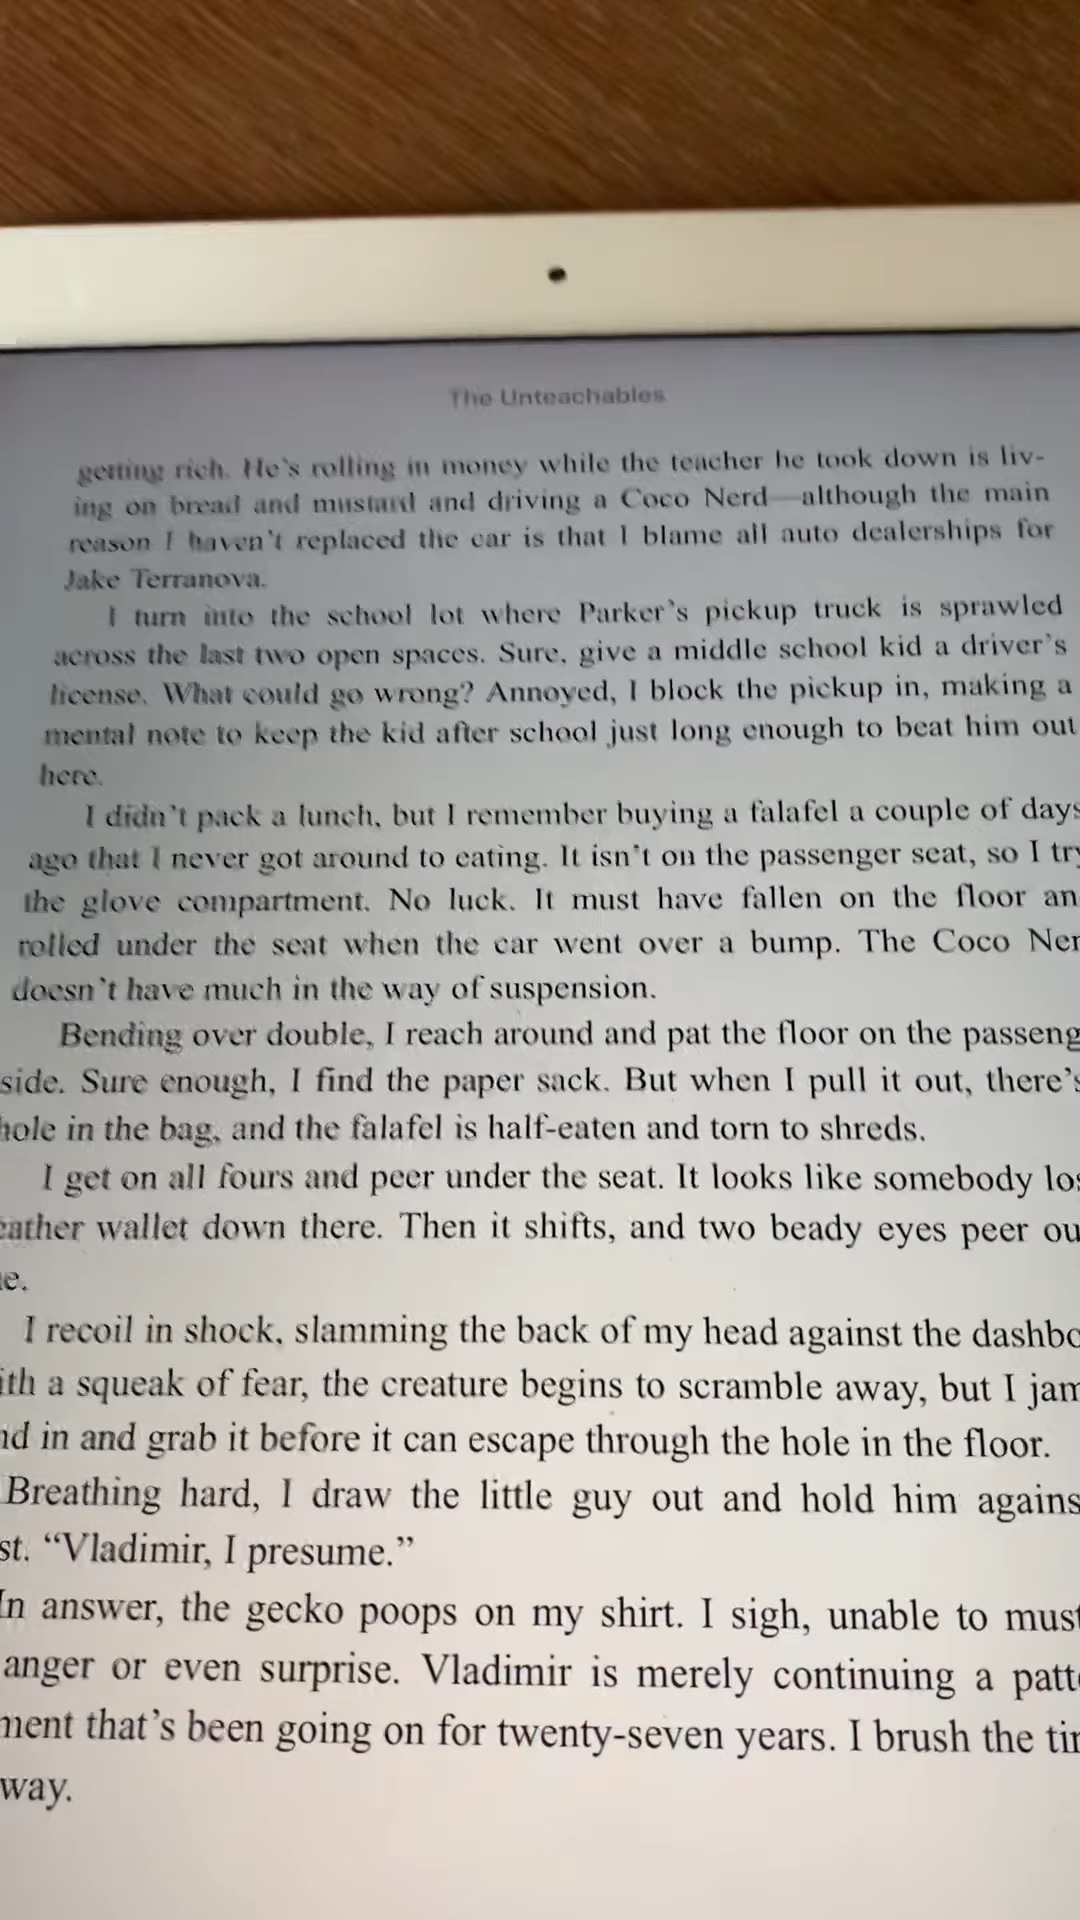 The Unteachables
getting rich. He's rolling in money while the teacher he took down is liv-
ing on bread and mustard and driving a Coco Nerd—although the main
reason I haven't replaced the car is that I blame all auto dealerships for
Jake Terranova.
I turn into the school lot where Parker's pickup truck is sprawled
across the last two open spaces. Sure, give a middle school kid a driver's
license. What could go wrong? Annoyed, I block the pickup in, making a
mental note to keep the kid after school just long enough to beat him out
here.
I didn't pack a lunch, but I remember buying a falafel a couple of days
ago that I never got around to eating. It isn't on the passenger seat, so I try
the glove compartment. No luck. It must have fallen on the floor an
rolled under the seat when the car went over a bump. The Coco Ner
doesn't have much in the way of suspension.
Bending over double, I reach around and pat the floor on the passeng
side. Sure enough, I find the paper sack. But when I pull it out, there's
hole in the bag, and the falafel is half-eaten and torn to shreds.
I get on all fours and peer under the seat. It looks like somebody los
eather wallet down there. Then it shifts, and two beady eyes peer ou
e.
I recoil in shock, slamming the back of my head against the dashbo
ith a squeak of fear, the creature begins to scramble away, but I jam
nd in and grab it before it can escape through the hole in the floor.
Breathing hard, I draw the little guy out and hold him agains
st. “Vladimir, I presume.”
In answer, the gecko poops on my shirt. I sigh, unable to must
anger or even surprise. Vladimir is merely continuing a patte
ment that's been going on for twenty-seven years. I brush the tin
way.